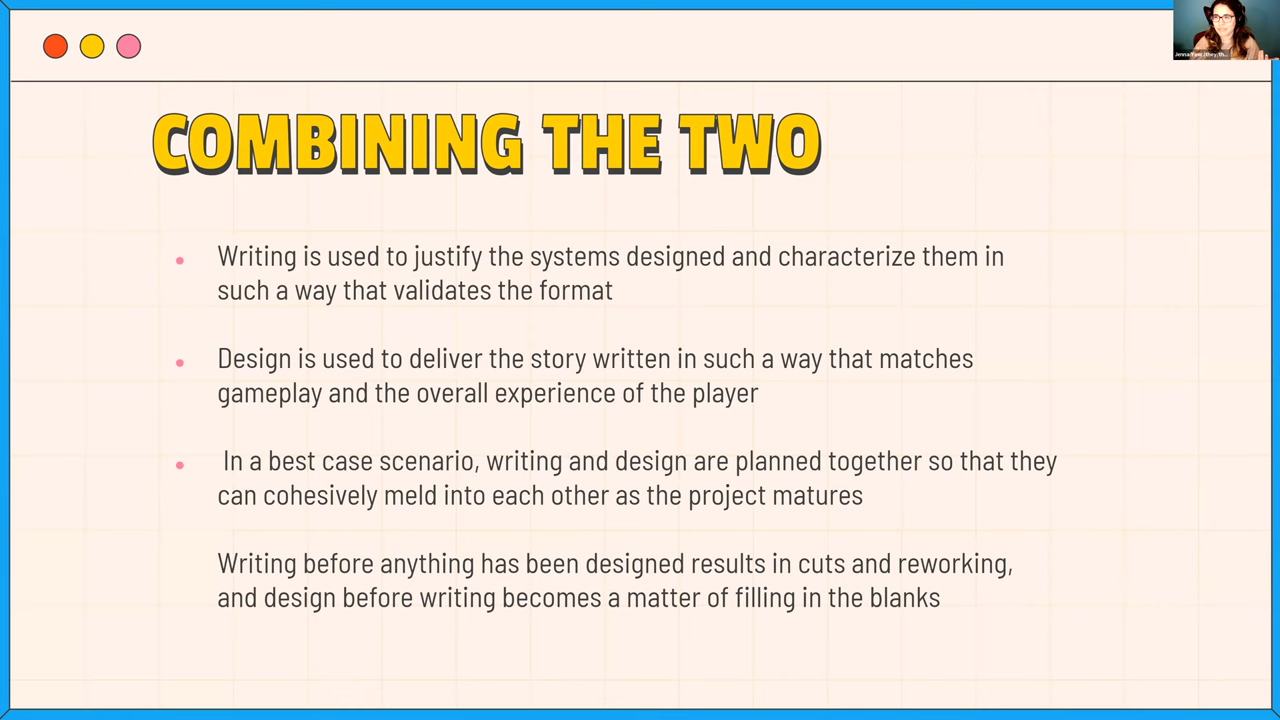 COMBINING THE TWO
Writing is used to justify the systems designed and characterize them in
such a way that validates the format
Design is used to deliver the story written in such a way that matches
gameplay and the overall experience of the player
In a best case scenario, writing and design are planned together so that they
can cohesively meld into each other as the project matures
Writing before anything has been designed results in cuts and reworking,
and design before writing becomes a matter of filling in the blanks